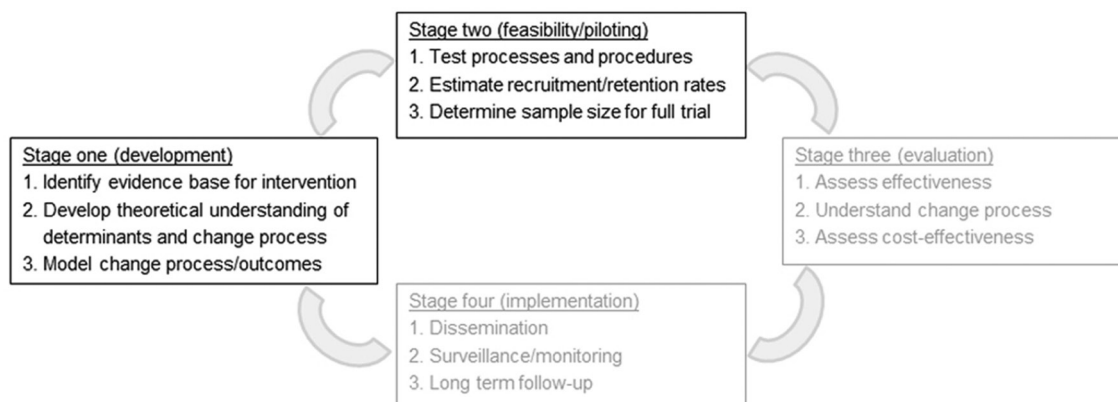 Stage two (feasibility/piloting)
1. Test processes and procedures
2. Estimate recruitment/retention rates
3. Determine sample size for full trial
Stage one (development)
1. Identify evidence base for intervention
2. Develop theoretical understanding of
determinants and change process
3. Model change process/outcomes
Stage three (evaluation)
1. Assess effectiveness
2. Understand change process
3. Assess cost-effectiveness
Stage four (implementation)
1. Dissemination
2. Surveillance/monitoring
3. Long term follow-up